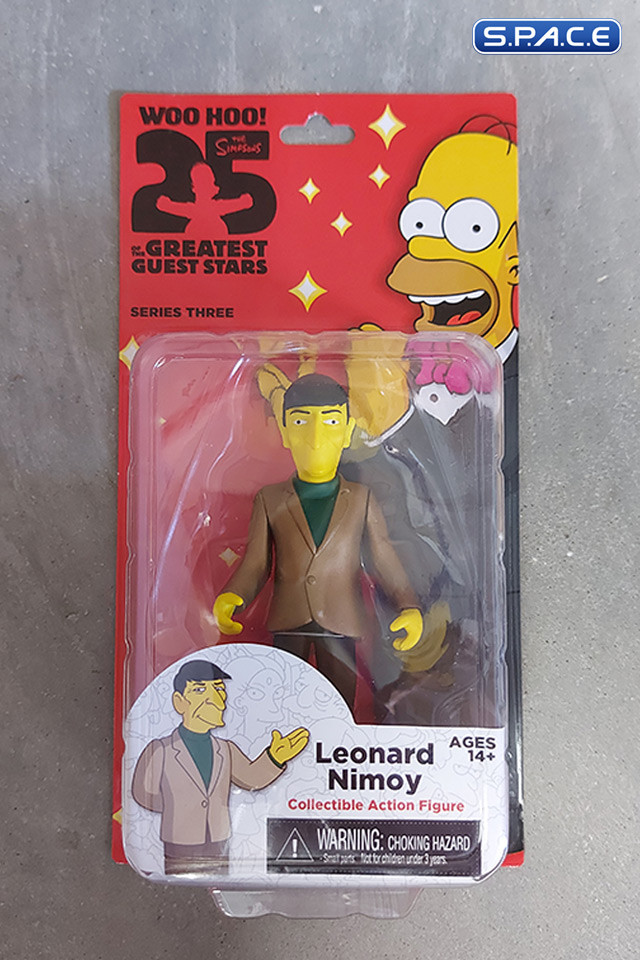 S.P.A.C.E
WOO HOO!
THE
SIMPSONS
25
OF
THE
GREATEST
GUEST STARS
SERIES THREE
Leonard
Nimoy
AGES
14+
Collectible Action Figure
WARNING: CHOKING HAZARD
- Small parts. Not for children under 3 years.